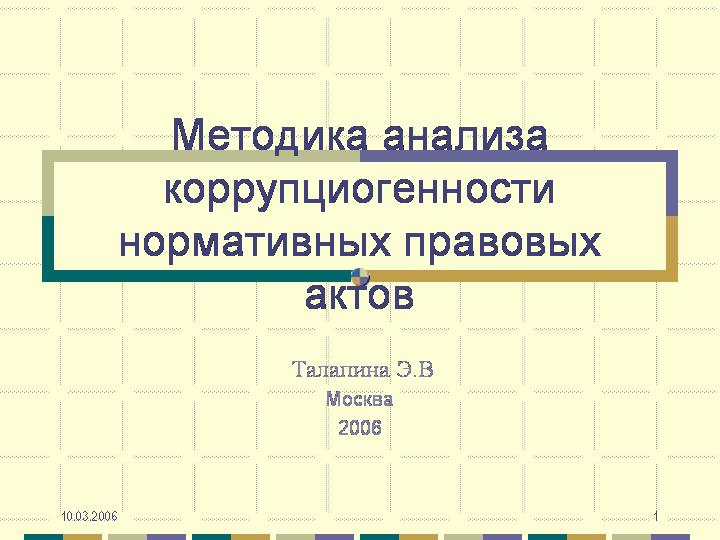 Методика анализа
коррупциогенности
нормативных правовых
актов
Талапина Э.В
Москва
2006
10.03.2006
1